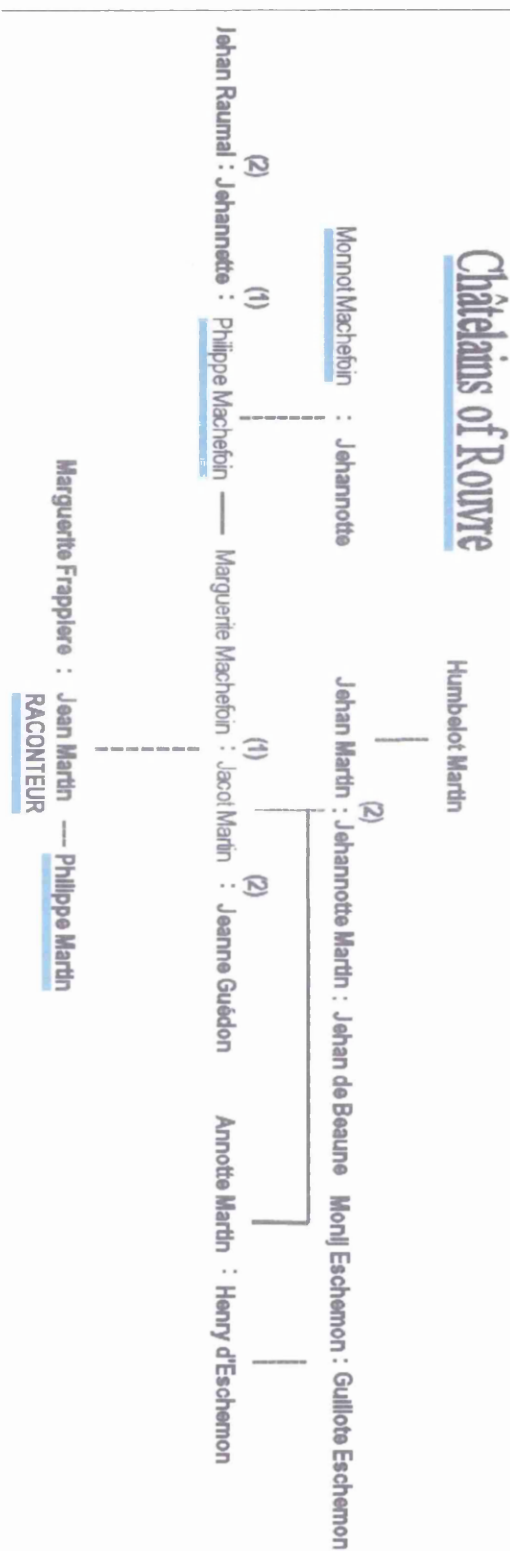 Châtelains of Rouvre
Humbelot Martin
Monnot Machefoin : Jehannotte
Jehan Martin : Jehannotte Martin : Jehan de Beaune
(2)
Monij Eschemon : Guillote Eschemon
(2) (1) (1) (2)
Jehan Raumal : Jehannette : Philippe Machefoin
Marguerite Machefoin : Jacot Martin : Jeanne Guédon
Annotte Martin : Henry d'Eschemon
Marguerite Frappiere : Jean Martin
Philippe Martin
RACONTEUR